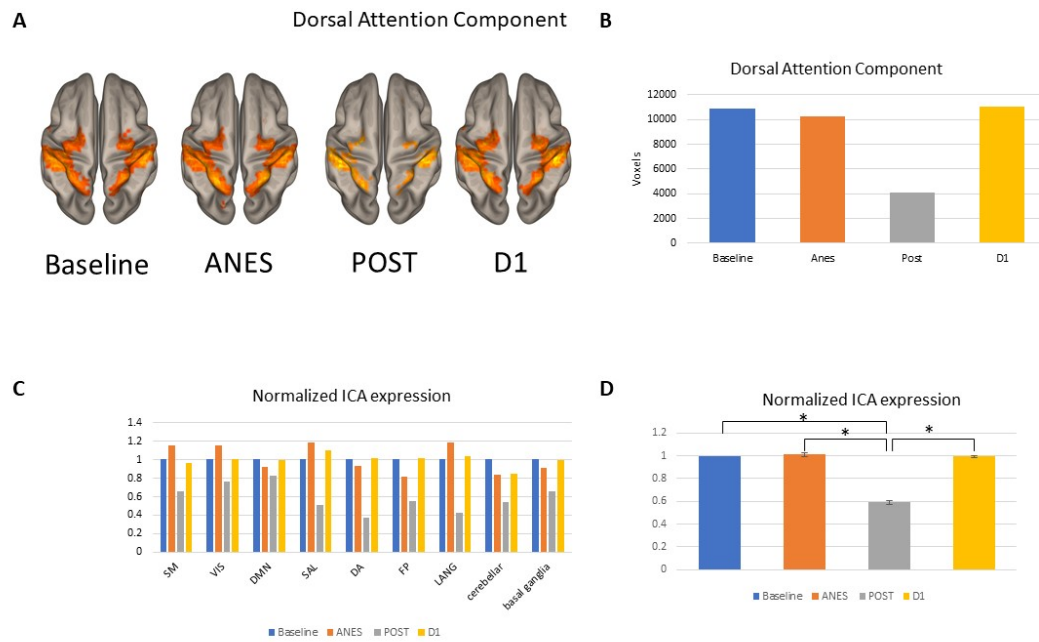 A
Dorsal Attention Component
Baseline
ANES
POST
D1
B
Dorsal Attention Component
12000
10000
8000
6000
4000
2000
0
Voxels
Baseline
Anes
Post
D1
C
Normalized ICA expression
1.4
1.2
1
0.8
0.6
0.4
0.2
0
SM
VIS
DMN
SAL
DA
FP
LANG
cerebellar
basal ganglia
Baseline ANES POST D1
D
Normalized ICA expression
*
* *
1.2
1
0.8
0.6
0.4
0.2
0
Baseline ANES POST D1